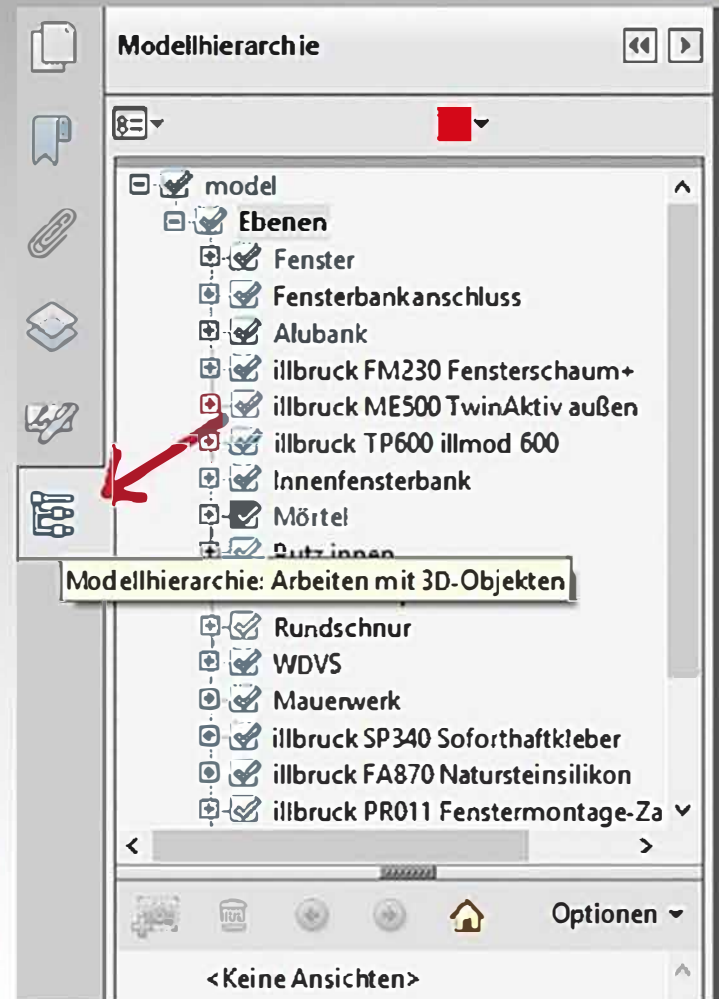 Modellhierarchie
model
Ebenen
Fenster
Fensterbankanschluss
Alubank
illbruck FM230 Fensterschaum+
illbruck ME500 TwinAktiv außen
illbruck TP600 illmod 600
Innenfensterbank
Mörtel
Putz innen
Modellhierarchie: Arbeiten mit 3D-Objekten
Rundschnur
WDVS
Mauerwerk
illbruck SP340 Soforthaftkleber
illbruck FA870 Natursteinsilikon
illbruck PR011 Fenstermontage-Za
Optionen
<Keine Ansichten>